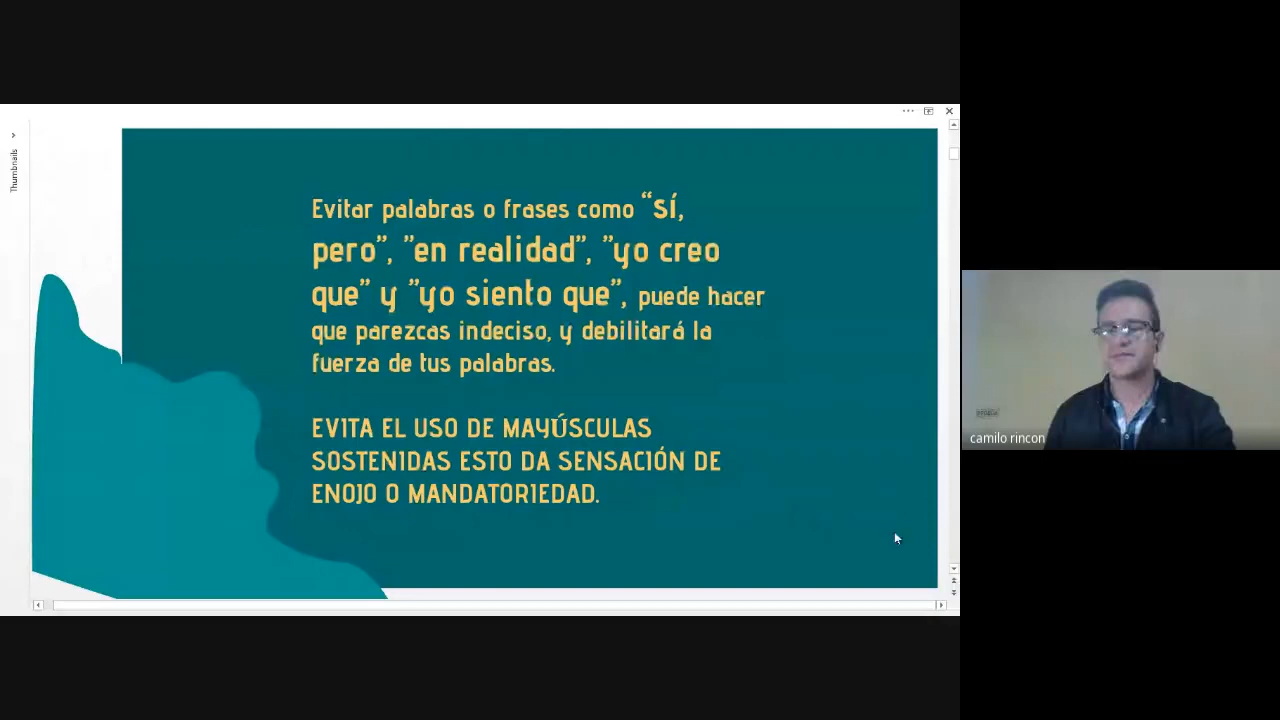 Thumbnails
Evitar palabras o frases como “sí,
pero”, ”en realidad”, ”yo creo
que” y ”yo siento que”, puede hacer
que parezcas indeciso, y debilitará la
fuerza de tus palabras.
EVITA EL USO DE MAYÚSCULAS
SOSTENIDAS ESTO DA SENSACIÓN DE
ENOJO O MANDATORIEDAD.
camilo rincon